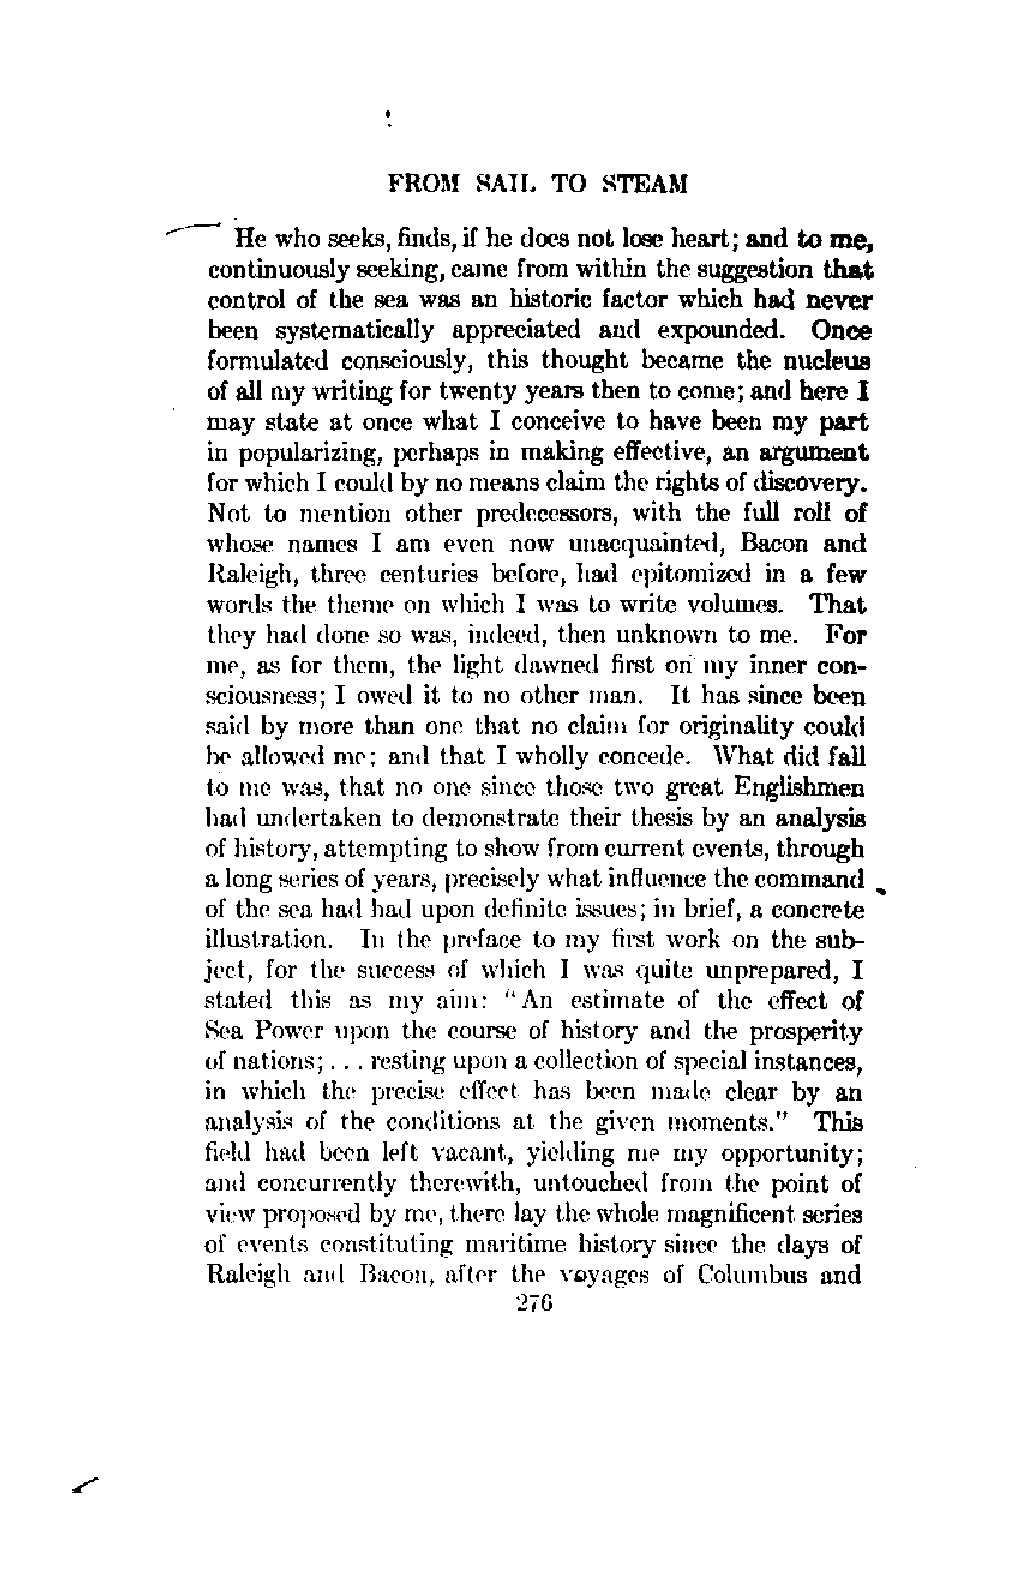 FROM SAIL TO STEAM
He who seeks, finds, if he does not lose heart; and to me,
continuously seeking, came from within the suggestion that
control of the sea was an historic factor which had never
been systematically appreciated and expounded. Once
formulated consciously, this thought became the nucleus
of all my writing for twenty years then to come; and here I
may state at once what I conceive to have been my part
in popularizing, perhaps in making effective, an argument
for which I could by no means claim the rights of discovery.
Not to mention other predecessors, with the full roll of
whose names I am even now unacquainted, Bacon and
Raleigh, three centuries before, had epitomized in a few
words the theme on which I was to write volumes. That
they had done so was, indeed, then unknown to me. For
me, as for them, the light dawned first on my inner con-
sciousness; I owed it to no other man. It has since been
said by more than one that no claim for originality could
be allowed me; and that I wholly concede. What did fall
to me was, that no one since those two great Englishmen
had undertaken to demonstrate their thesis by an analysis
of history, attempting to show from current events, through
a long series of years, precisely what influence the command
of the sea had had upon definite issues; in brief, a concrete
illustration. In the preface to my first work on the sub-
ject, for the success of which I was quite unprepared, I
stated this as my aim: "An estimate of the effect of
Sea Power upon the course of history and the prosperity
of nations; . . . resting upon a collection of special instances,
in which the precise effect has been made clear by an
analysis of the conditions at the given moments." This
field had been left vacant, yielding me my opportunity;
and concurrently therewith, untouched from the point of
view proposed by me, there lay the whole magnificent series
of events constituting maritime history since the days of
Raleigh and Bacon, after the voyages of Columbus and
276